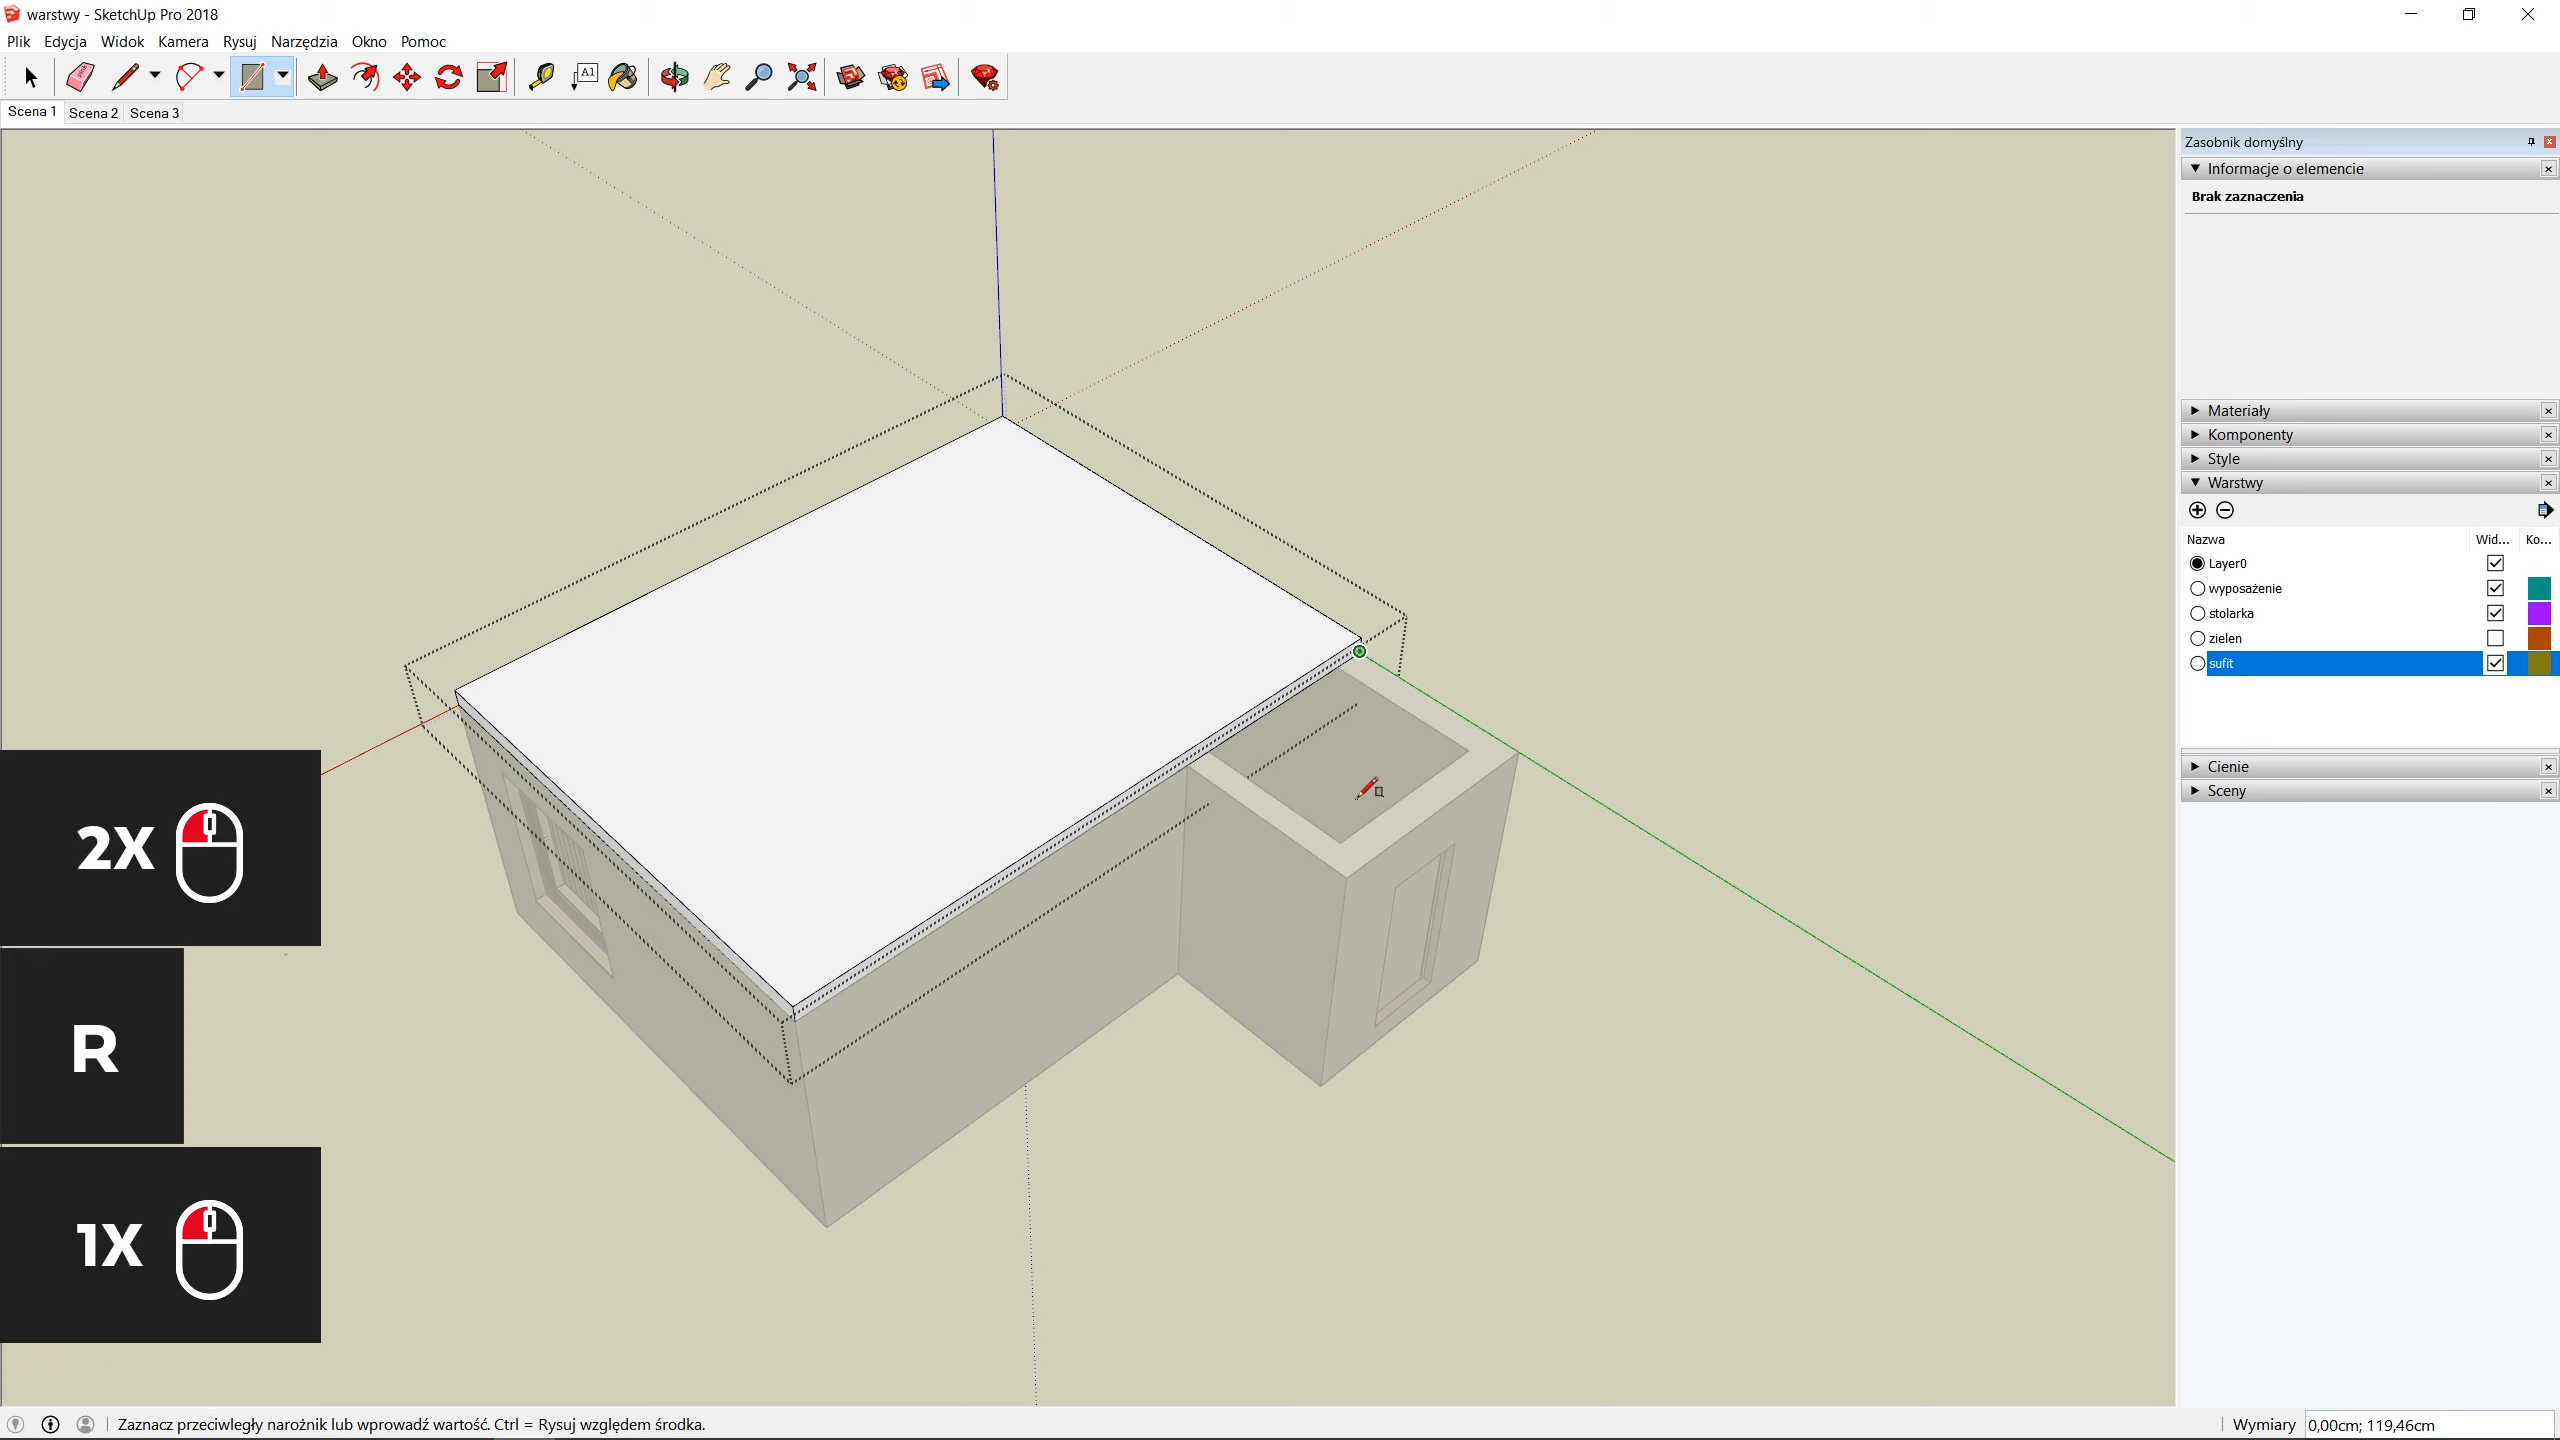 warstwy - SketchUp Pro 2018
Plik Edycja Widok Kamera Rysuj Narzędzia Okno Pomoc
A1
Scena 1 Scena 2 Scena 3
Zasobnik domyślny
Informacje o elemencie
Brak zaznaczenia
Materiały
Komponenty
Style
Warstwy
Nazwa Wid... Ko...
Layer0
wyposażenie
stolarka
zielen
sufit
Cienie
Sceny
2X
R
1X
Zaznacz przeciwległy narożnik lub wprowadź wartość. Ctrl = Rysuj względem środka.
Wymiary 0,00cm; 119,46cm